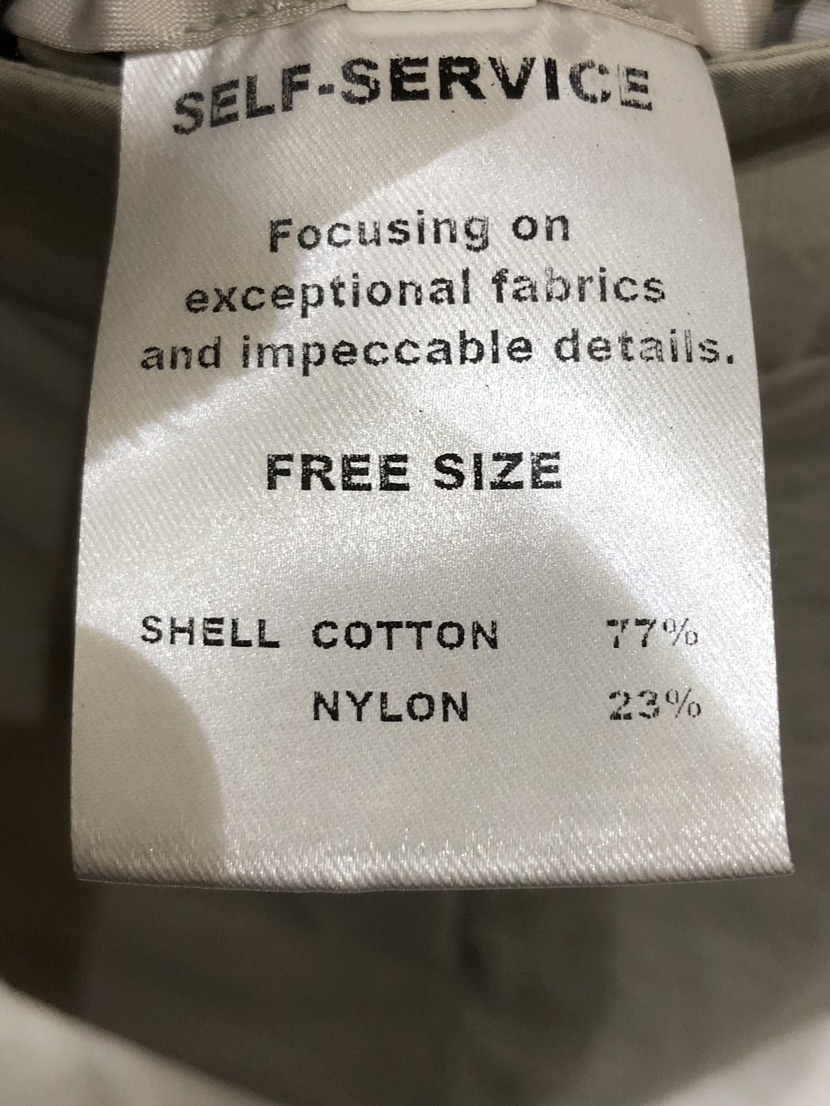 SELF-SERVICE
Focusing on
exceptional fabrics
and impeccable details.
FREE SIZE
SHELL COTTON 77%
NYLON 23%